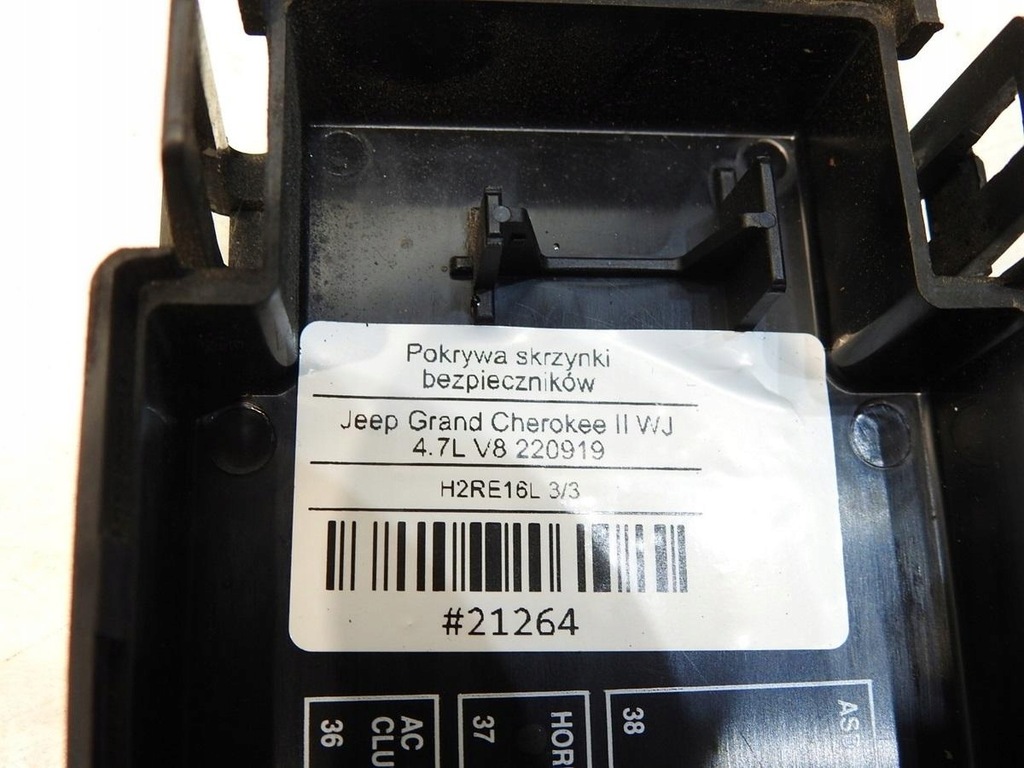 Pokrywa skrzynki
bezpieczników
Jeep Grand Cherokee II WJ
4.7L V8 220919
H2RE16L 3/3
#21264
36
AC
37
38